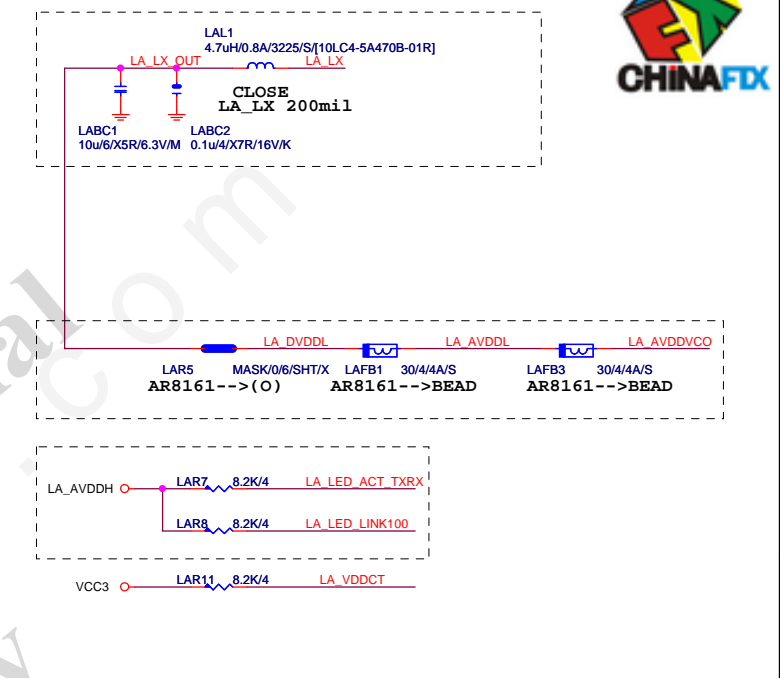 LAL1
4.7uH/0.8A/3225/S/[10LC4-5A470B-01R]
LA_LX_OUT
LA_LX
CLOSE
LA_LX 200mil
LABC1
10u/6/X5R/6.3V/M
LABC2
0.1u/4/X7R/16V/K
CHINAFIX
LA_DVDDL
LA_AVDDL
LA_AVDDVCO
LAR5
MASK/0/6/SHT/X
LAFB1
30/4/4A/S
LAFB3
30/4/4A/S
AR8161-->(O)
AR8161-->BEAD
AR8161-->BEAD
LA_AVDDH
LAR7
8.2K/4
LA_LED_ACT_TXRX
LAR8
8.2K/4
LA_LED_LINK100
VCC3
LAR11
8.2K/4
LA_VDDCT
.com
al
y